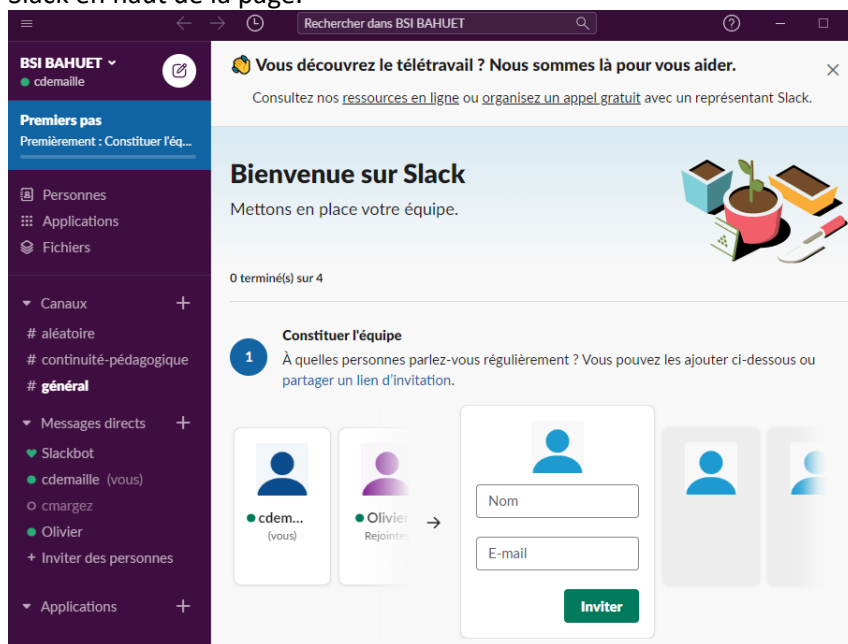 Slack en haut de la page.
Rechercher dans BSI BAHUET
BSI BAHUET
cdemaille
Premiers pas
Premièrement : Constituer l'éq...
Personnes
Applications
Fichiers
Canaux
# aléatoire
# continuité-pédagogique
# général
Messages directs
Slackbot
cdemaille (vous)
cmargez
Olivier
+ Inviter des personnes
Applications
Vous découvrez le télétravail ? Nous sommes là pour vous aider.
Consultez nos ressources en ligne ou organisez un appel gratuit avec un représentant Slack.
Bienvenue sur Slack
Mettons en place votre équipe.
0 terminé(s) sur 4
1
Constituer l'équipe
À quelles personnes parlez-vous régulièrement ? Vous pouvez les ajouter ci-dessous ou
partager un lien d'invitation.
cdem...
(vous)
Olivier
Rejointes
Nom
E-mail
Inviter